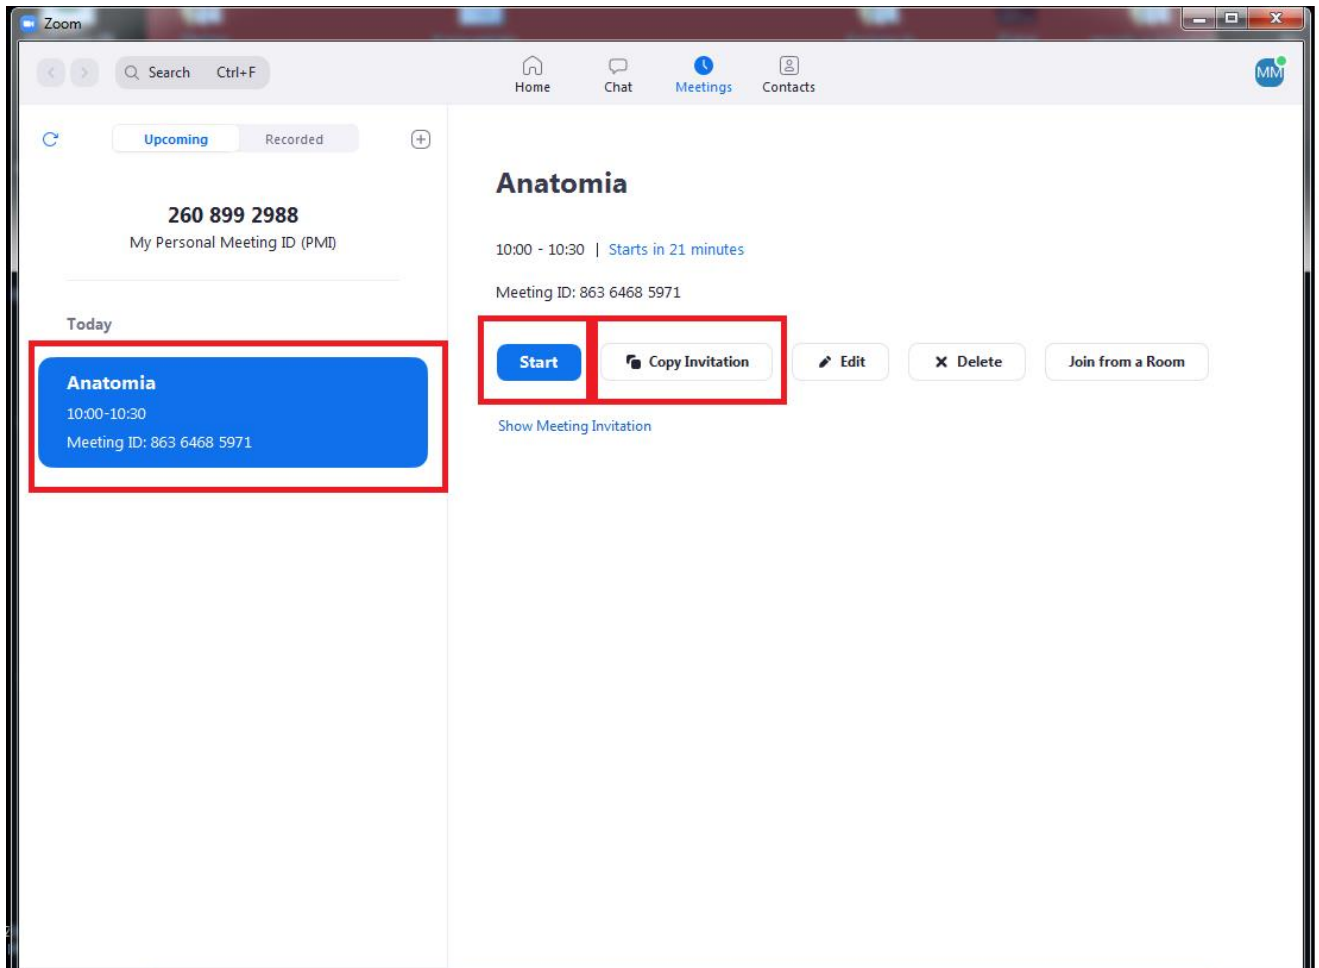 Zoom
Search Ctrl+F
Home Chat Meetings Contacts
MM
Upcoming Recorded
260 899 2988
My Personal Meeting ID (PMI)
Today
Anatomia
10:00-10:30
Meeting ID: 863 6468 5971
Anatomia
10:00 - 10:30 | Starts in 21 minutes
Meeting ID: 863 6468 5971
Start Copy Invitation Edit Delete Join from a Room
Show Meeting Invitation